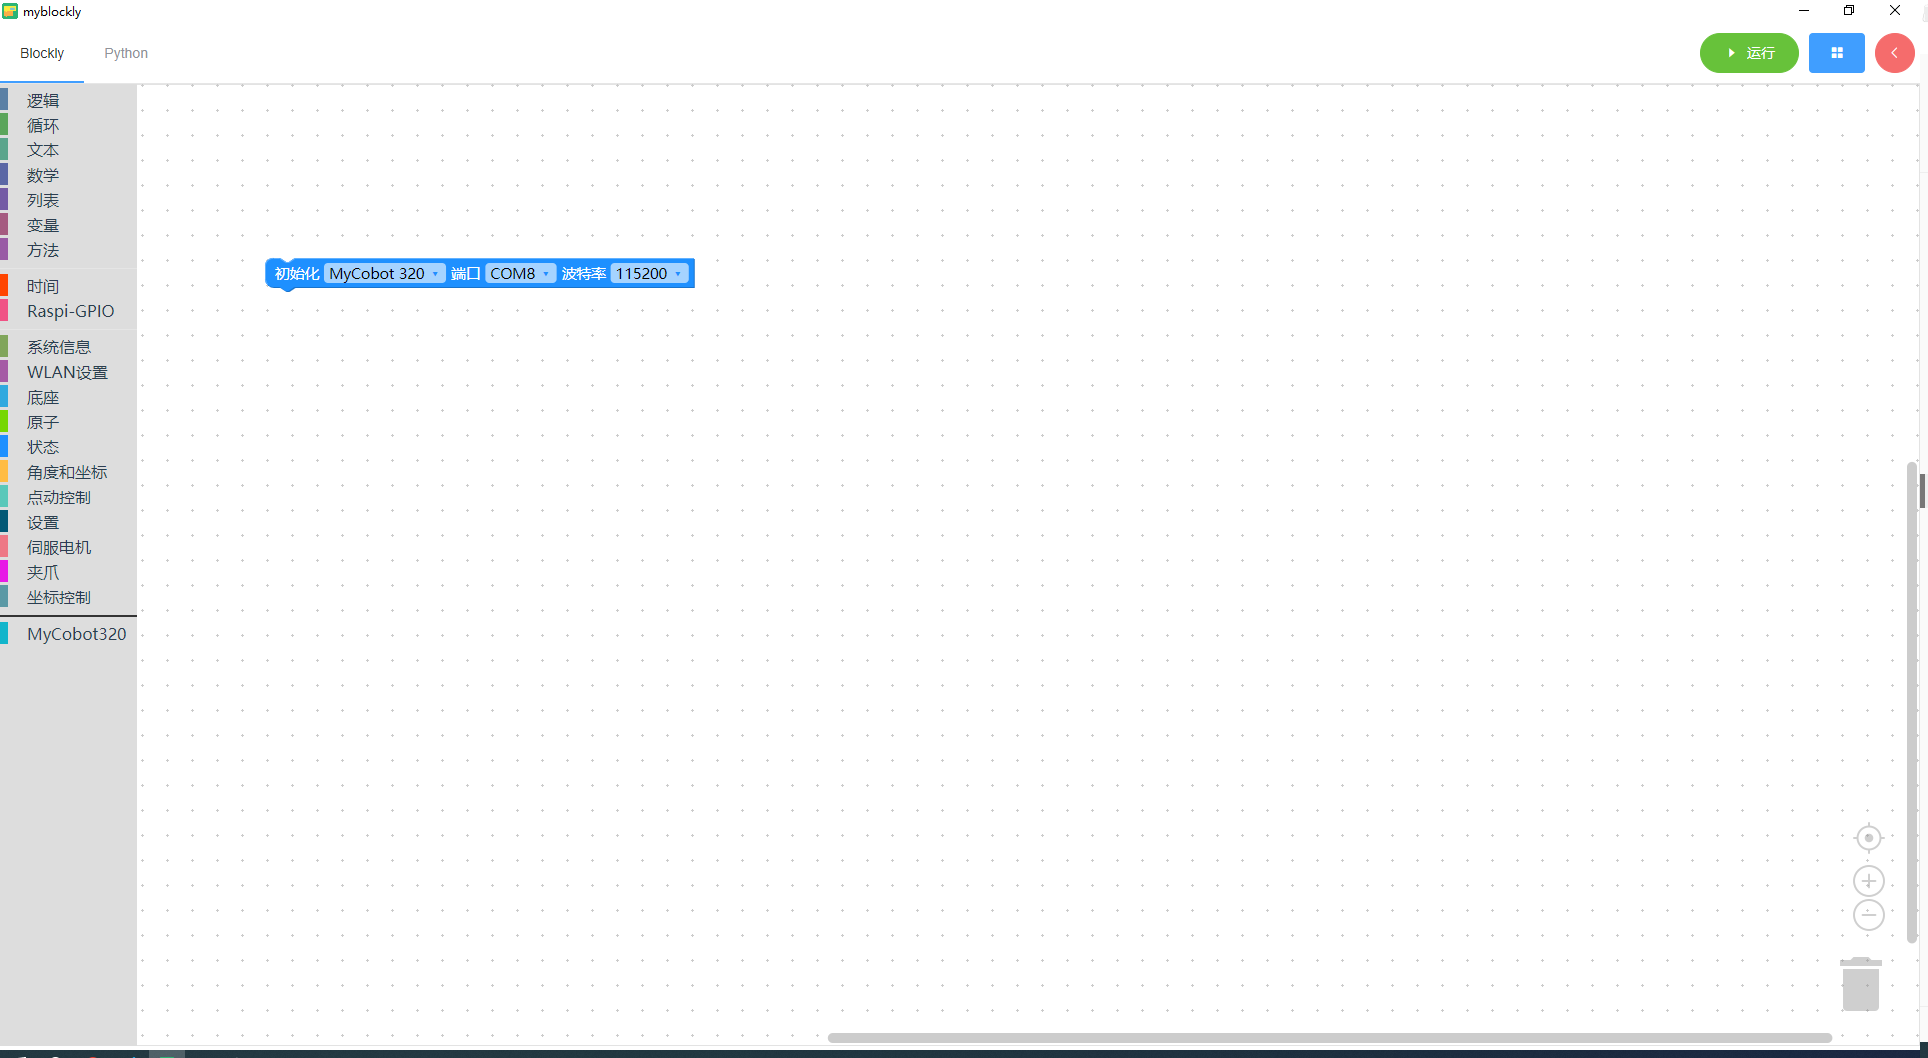 myblockly
Blockly Python
运行
逻辑
循环
文本
数学
列表
变量
方法
时间
Raspi-GPIO
系统信息
WLAN设置
底座
原子
状态
角度和坐标
点动控制
设置
伺服电机
夹爪
坐标控制
MyCobot320
初始化 MyCobot 320 端口 COM8 波特率 115200